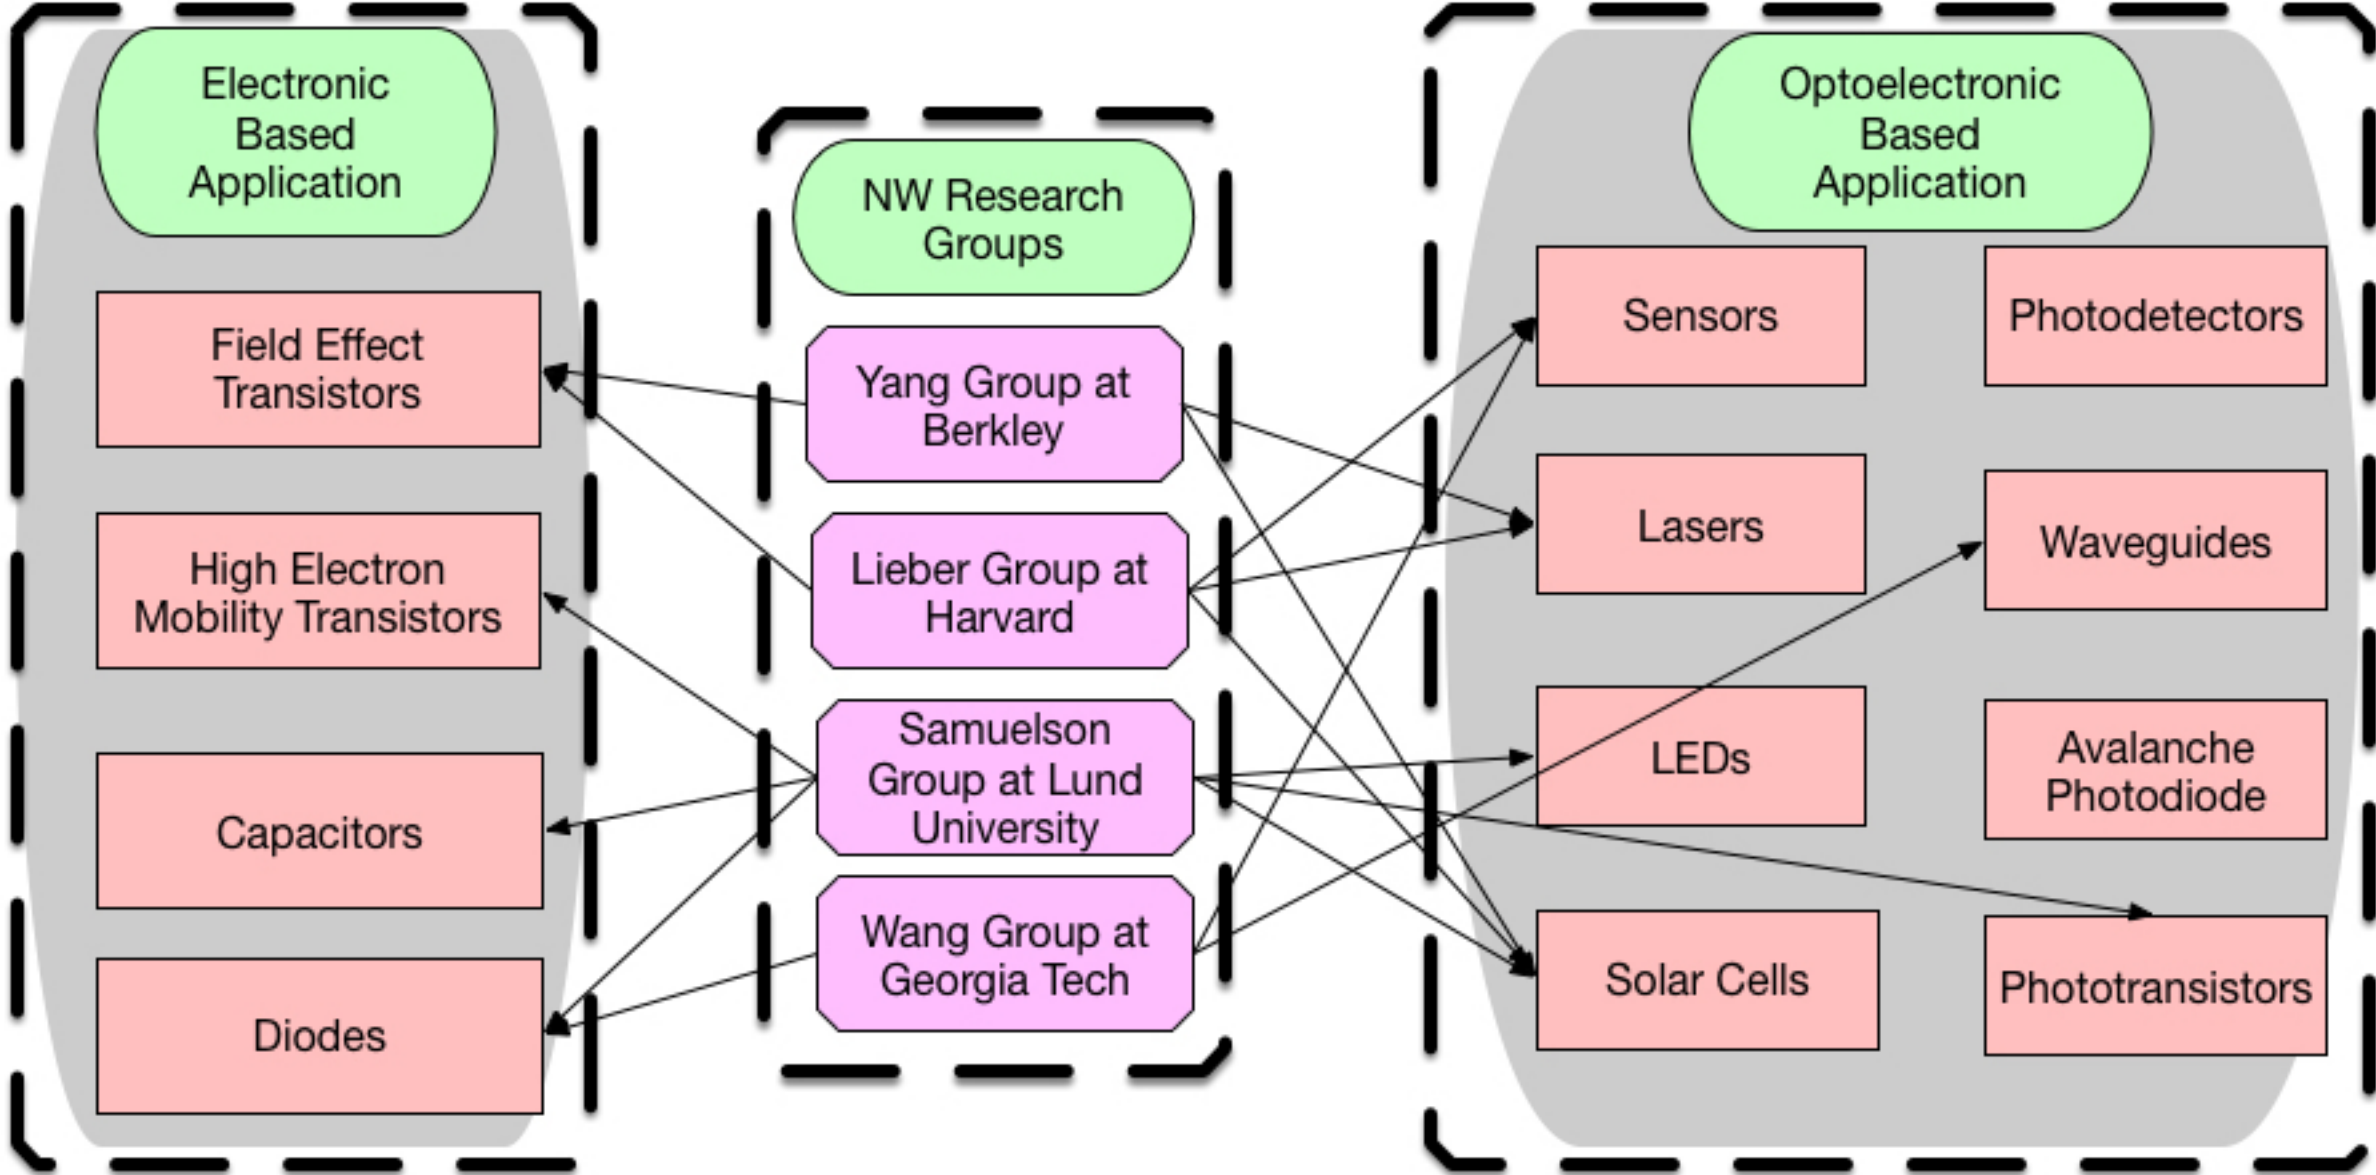 Electronic
Based
Application
Field Effect
Transistors
High Electron
Mobility Transistors
Capacitors
Diodes
NW Research
Groups
Yang Group at
Berkley
Lieber Group at
Harvard
Samuelson
Group at Lund
University
Wang Group at
Georgia Tech
Optoelectronic
Based
Application
Sensors
Photodetectors
Lasers
Waveguides
LEDs
Avalanche
Photodiode
Solar Cells
Phototransistors